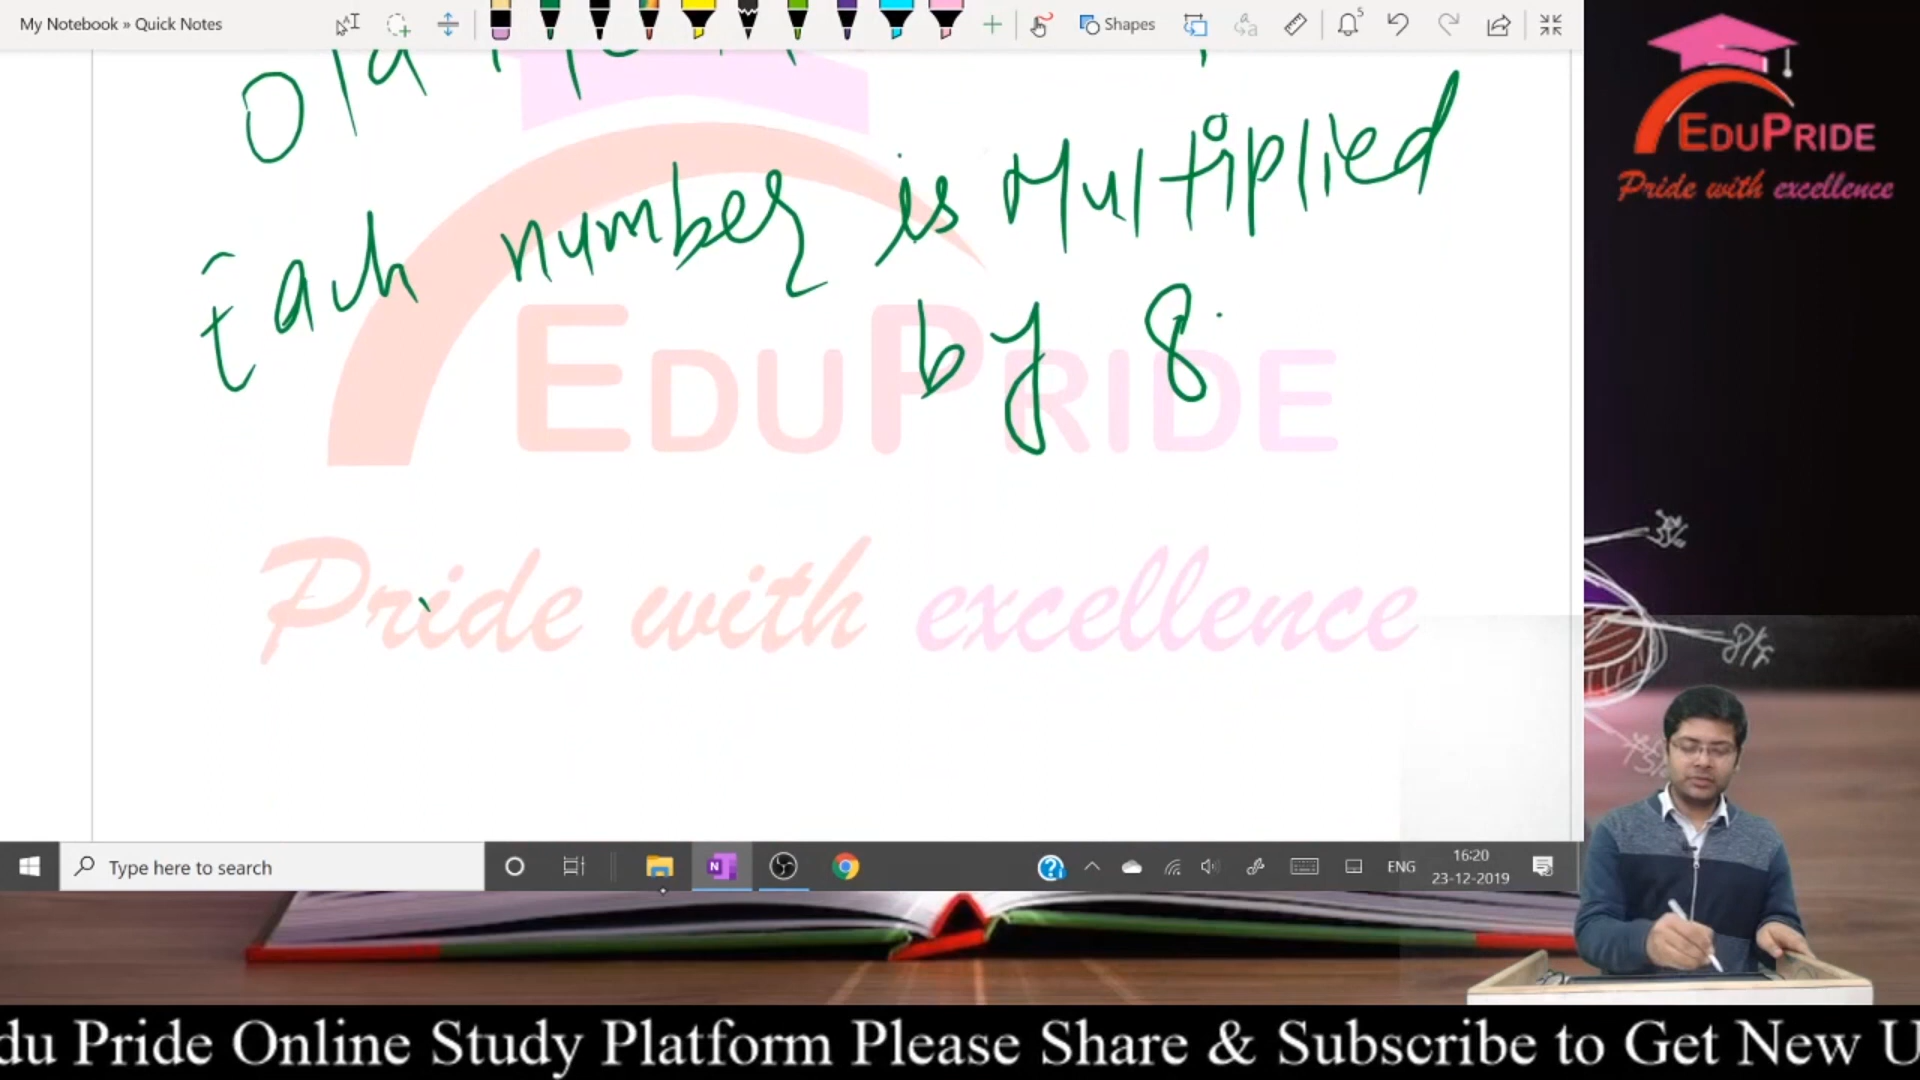 My Notebook » Quick Notes
Shapes
5
EDUPRIDE
Pride with excellence
Old
Each number is Multiplied
by 8
EDUPRIDE
Pride with excellence
Type here to search
ENG
16:20
23-12-2019
du Pride Online Study Platform Please Share & Subscribe to Get New U